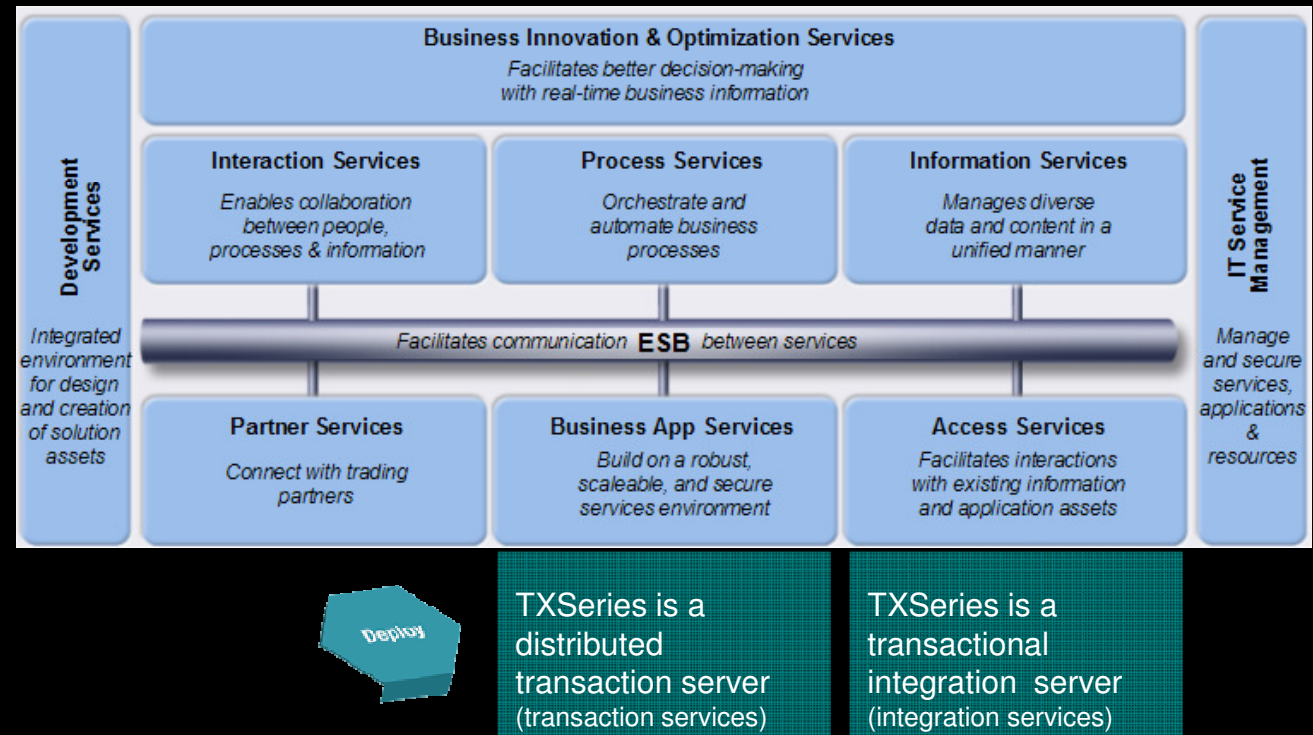 Business Innovation & Optimization Services
Facilitates better decision-making
with real-time business information
Development
Services
Integrated
environment
for design
and creation
of solution
assets
Interaction Services
Enables collaboration
between people,
processes & information
Process Services
Orchestrate and
automate business
processes
Information Services
Manages diverse
data and content in a
unified manner
IT Service
Management
Manage
and secure
services,
applications
&
resources
Facilitates communication ESB between services
Partner Services
Connect with trading
partners
Business App Services
Build on a robust,
scaleable, and secure
services environment
Access Services
Facilitates interactions
with existing information
and application assets
Deploy
TXSeries is a
distributed
transaction server
(transaction services)
TXSeries is a
transactional
integration server
(integration services)